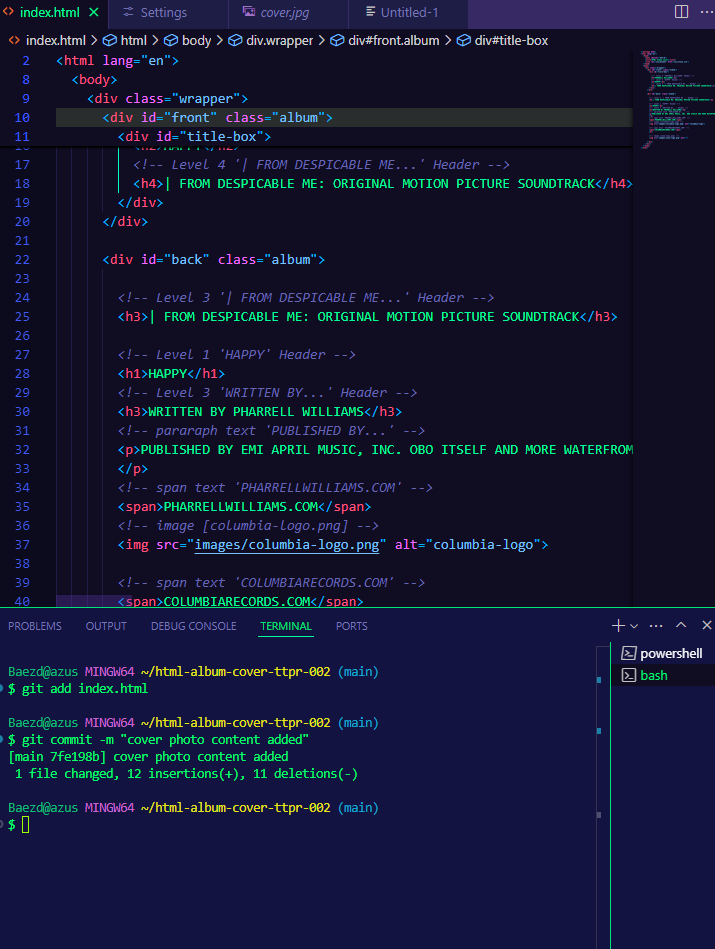 index.html
Settings
cover.jpg
Untitled-1
index.html > html > body > div.wrapper > div#front.album > div#title-box
2 <html lang="en">
8 <body>
9 <div class="wrapper">
10 <div id="front" class="album">
11 <div id="title-box">
16 <h2>HAPPY</h2>
17 <!-- Level 4 '| FROM DESPICABLE ME...' Header -->
18 <h4>| FROM DESPICABLE ME: ORIGINAL MOTION PICTURE SOUNDTRACK</h4>
19 </div>
20 </div>
21
22 <div id="back" class="album">
23
24 <!-- Level 3 '| FROM DESPICABLE ME...' Header -->
25 <h3>| FROM DESPICABLE ME: ORIGINAL MOTION PICTURE SOUNDTRACK</h3>
26
27 <!-- Level 1 'HAPPY' Header -->
28 <h1>HAPPY</h1>
29 <!-- Level 3 'WRITTEN BY...' Header -->
30 <h3>WRITTEN BY PHARRELL WILLIAMS</h3>
31 <!-- pararaph text 'PUBLISHED BY...' -->
32 <p>PUBLISHED BY EMI APRIL MUSIC, INC. OBO ITSELF AND MORE WATERFROM
33 </p>
34 <!-- span text 'PHARRELLWILLIAMS.COM' -->
35 <span>PHARRELLWILLIAMS.COM</span>
36 <!-- image [columbia-logo.png] -->
37 <img src="images/columbia-logo.png" alt="columbia-logo">
38
39 <!-- span text 'COLUMBIARECORDS.COM' -->
40 <span>COLUMBIARECORDS.COM</span>
PROBLEMS OUTPUT DEBUG CONSOLE TERMINAL PORTS
Baezd@azus MINGW64 ~/html-album-cover-ttpr-002 (main)
$ git add index.html
Baezd@azus MINGW64 ~/html-album-cover-ttpr-002 (main)
$ git commit -m "cover photo content added"
[main 7fe198b] cover photo content added
1 file changed, 12 insertions(+), 11 deletions(-)
Baezd@azus MINGW64 ~/html-album-cover-ttpr-002 (main)
$
powershell
bash